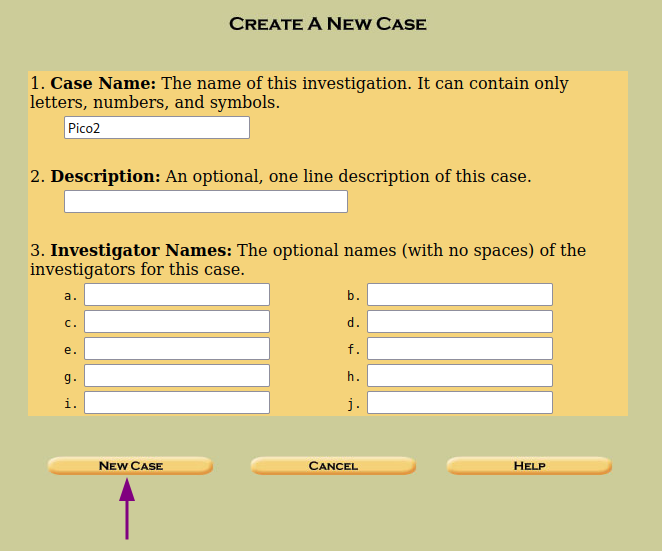 CREATE A NEW CASE
1. Case Name: The name of this investigation. It can contain only
letters, numbers, and symbols.
Pico2
2. Description: An optional, one line description of this case.
3. Investigator Names: The optional names (with no spaces) of the
investigators for this case.
a. b.
c. d.
e. f.
g. h.
i. j.
NEW CASE CANCEL HELP